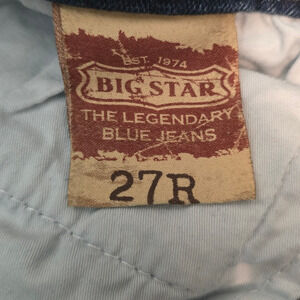 EST. 1974
BIG STAR
THE LEGENDARY
BLUE JEANS
27R